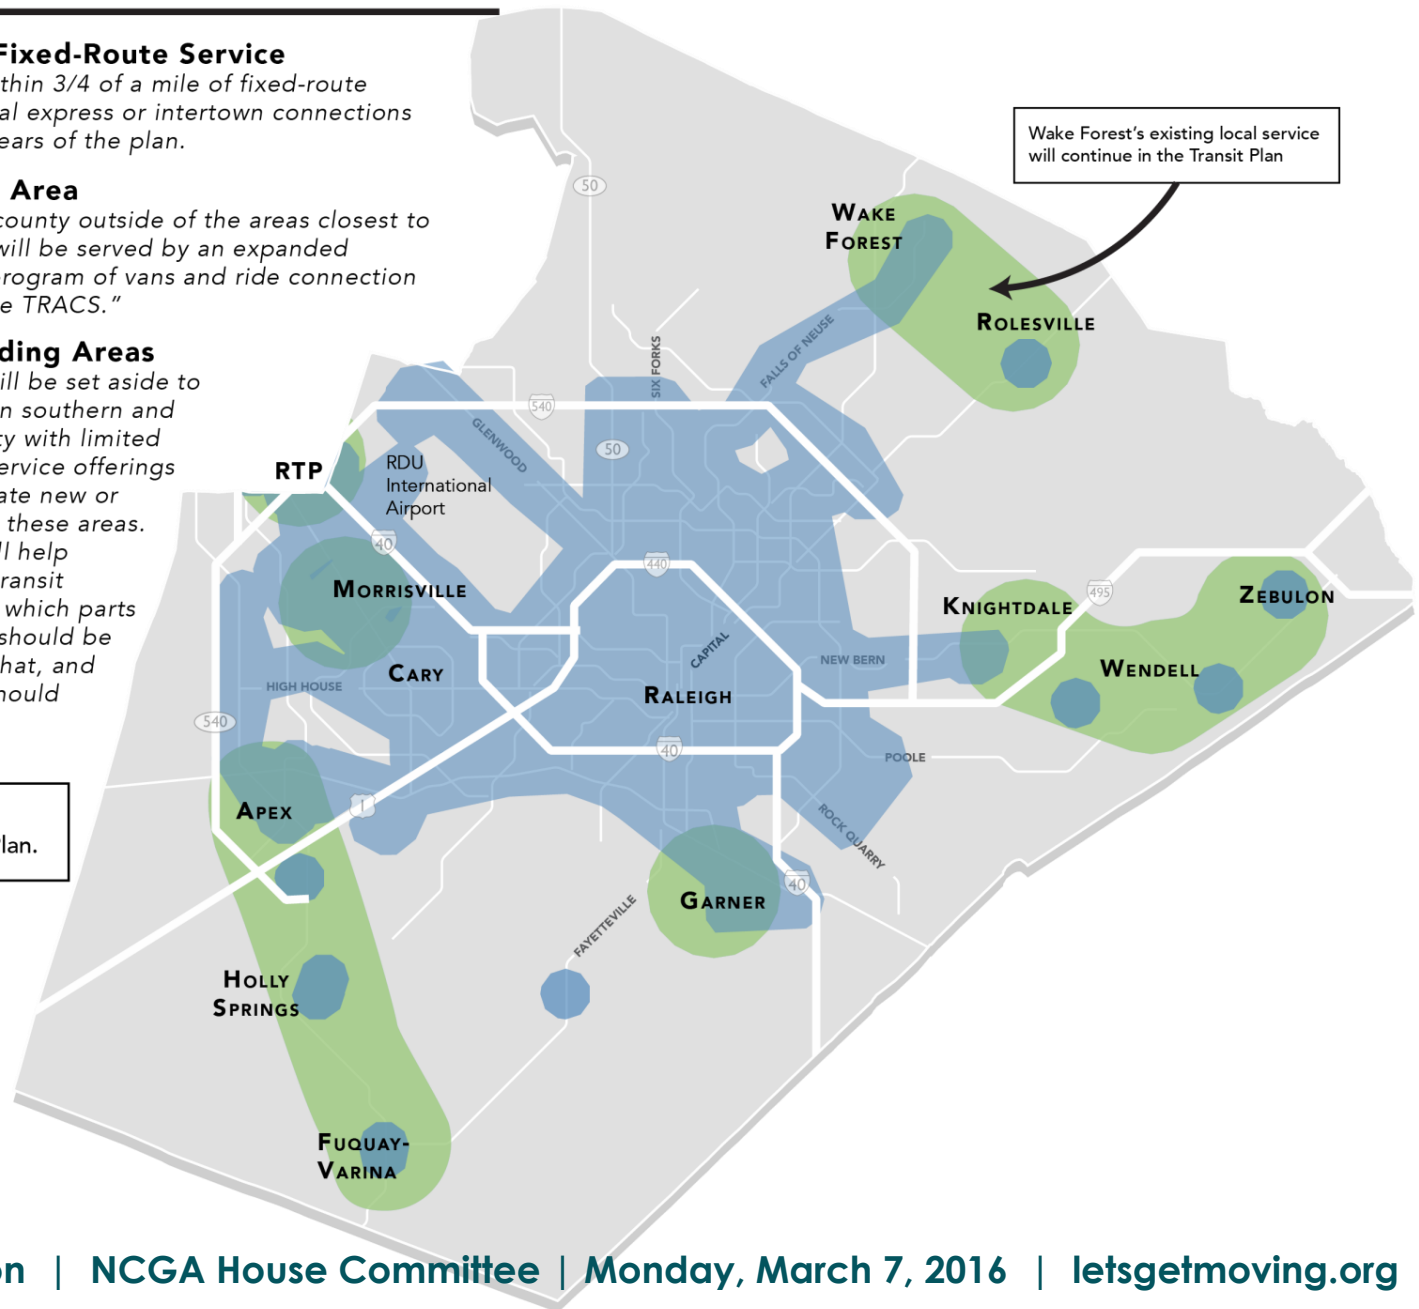 Fixed-Route Service
thin 3/4 of a mile of fixed-route
al express or intertown connections
ears of the plan.
Area
county outside of the areas closest to
will be served by an expanded
rogram of vans and ride connection
e TRACS.”
ding Areas
ill be set aside to
n southern and
ty with limited
ervice offerings
ate new or
these areas.
ll help
ransit
which parts
should be
hat, and
hould
lan.
Wake Forest’s existing local service
will continue in the Transit Plan
50
WAKE
FOREST
ROLESVILLE
FALLS OF NEUSE
SIX FORKS
540
GLENWOOD
50
RTP
RDU
International
Airport
40
440
MORRISVILLE
KNIGHTDALE
495
ZEBULON
CAPITAL
NEW BERN
WENDELL
CARY
HIGH HOUSE
RALEIGH
540
40
POOLE
APEX
1
ROCK QUARRY
40
GARNER
FAYETTEVILLE
HOLLY
SPRINGS
FUQUAY-
VARINA
on | NCGA House Committee | Monday, March 7, 2016 | letsgetmoving.org